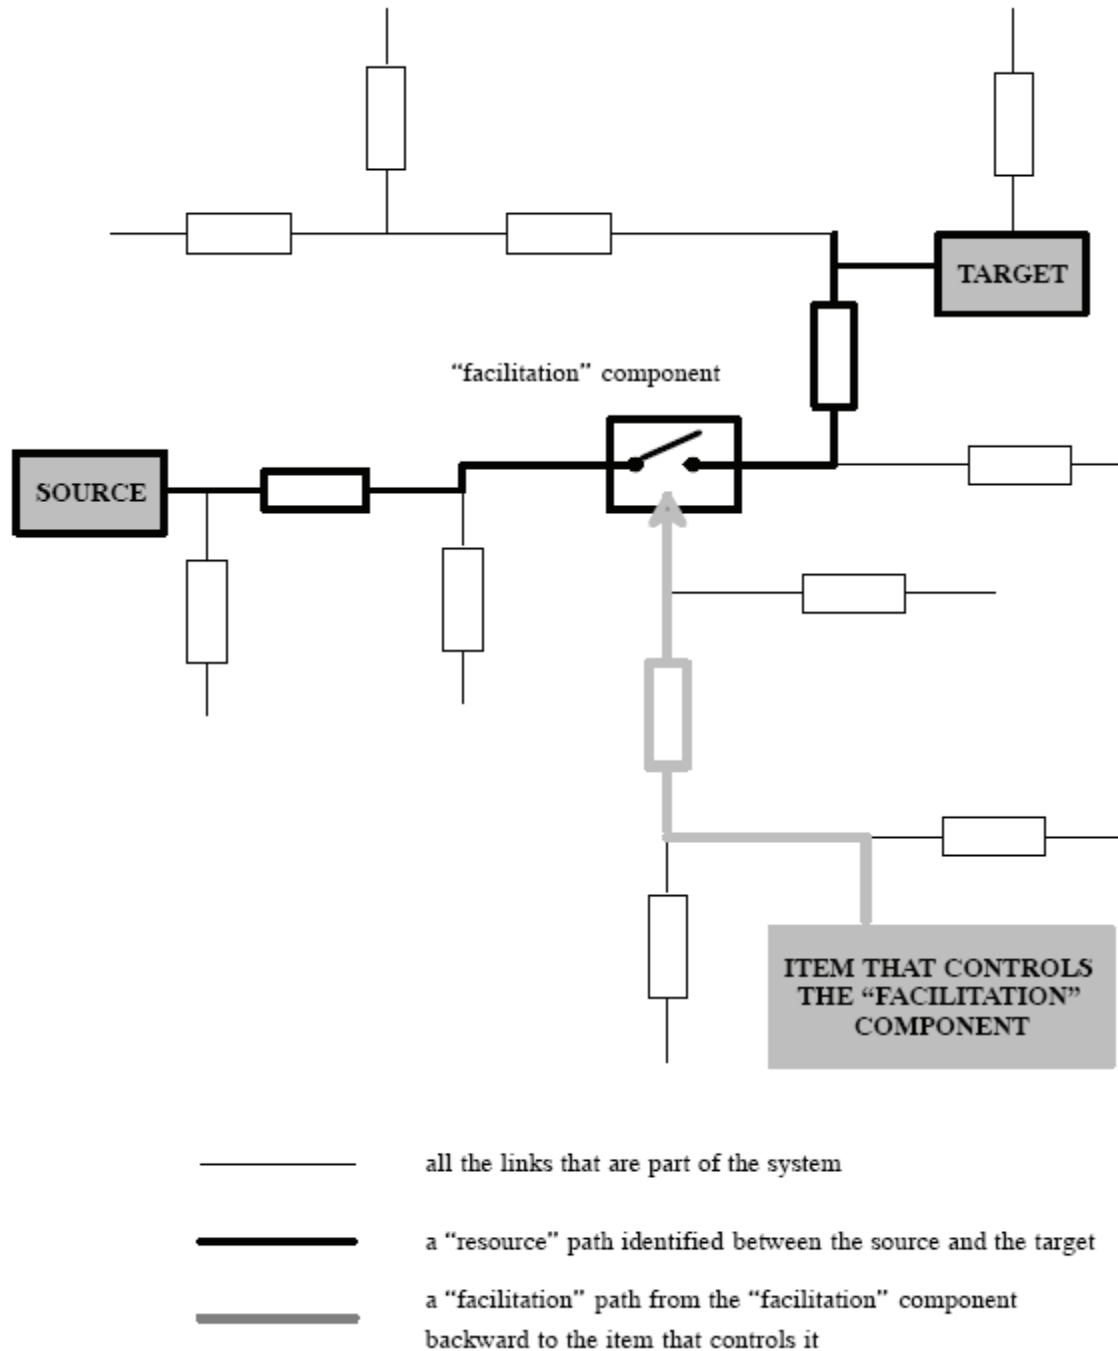 TARGET
“facilitation” component
SOURCE
ITEM THAT CONTROLS
THE “FACILITATION”
COMPONENT
all the links that are part of the system
a “resource” path identified between the source and the target
a “facilitation” path from the “facilitation” component
backward to the item that controls it